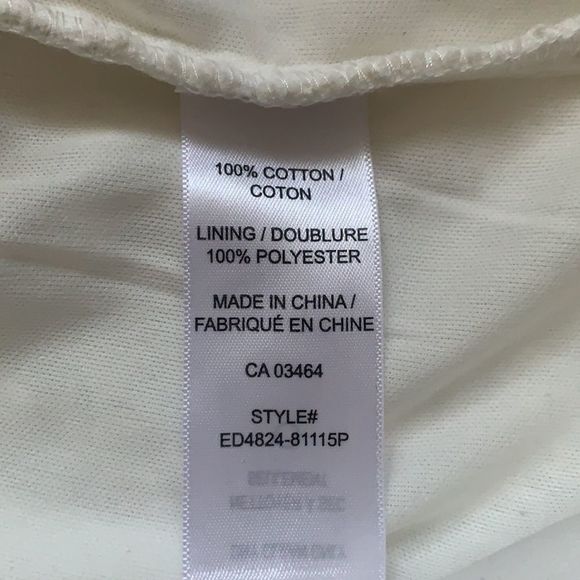 100% COTTON /
COTON
LINING / DOUBLURE
100% POLYESTER
MADE IN CHINA /
FABRIQUÉ EN CHINE
CA 03464
STYLE#
ED4824-81115P